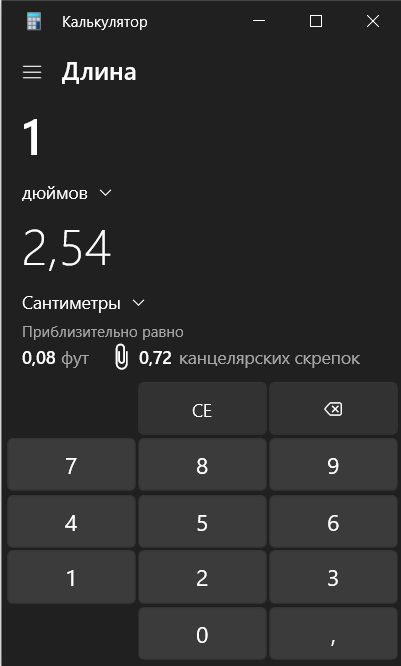 Калькулятор
Длина
1
дюймов
2,54
Сантиметры
Приблизительно равно
0,08 фут 0,72 канцелярских скрепок
CE
7 8 9
4 5 6
1 2 3
0 ,